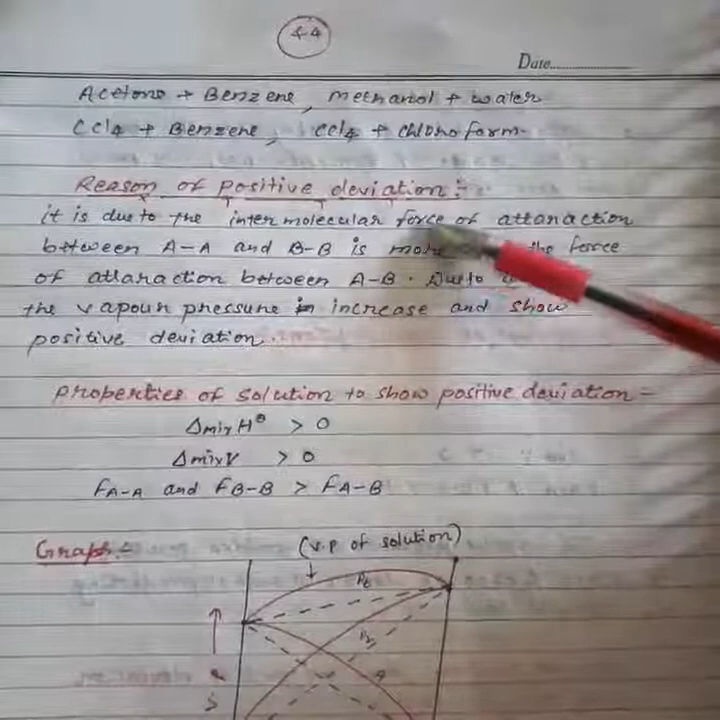 44
Date
Acetone + Benzene, methanol + water
CCl4 + Benzene, CCl4 + chloroform.
Reason of positive deviation :-
it is due to the intermolecular force of attaraction
between A-A and B-B is the force
of attaraction between A-B. Due to
the vapour pressure in increase and show
positive deviation.
Properties of solution to show positive deviation -
ΔmixH° > 0
ΔmixV > 0
FA-A and FB-B > FA-B
Graph :-
(v.p of solution)